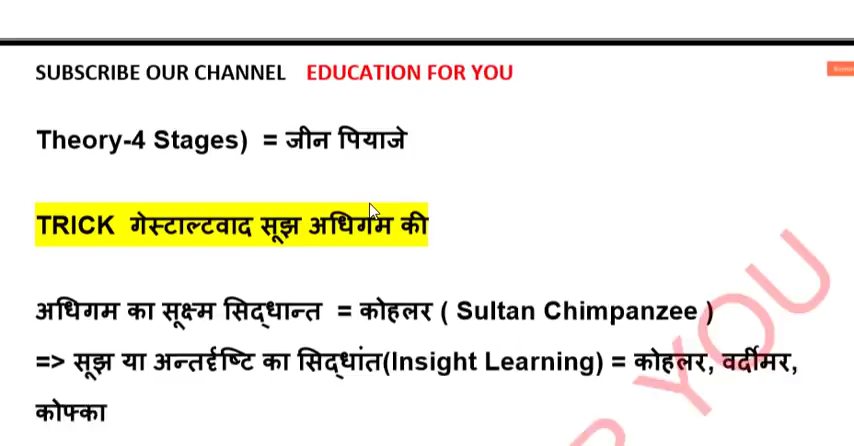 SUBSCRIBE OUR CHANNEL EDUCATION FOR YOU
Theory-4 Stages) = जीन पियाजे
TRICK गेस्टाल्टवाद सूझ अधिगम की
अधिगम का सूक्ष्म सिद्धान्त = कोहलर ( Sultan Chimpanzee )
=> सूझ या अन्तर्दृष्टि का सिद्धांत(Insight Learning) = कोहलर, वर्दीमर,
कोफ्का
YOU